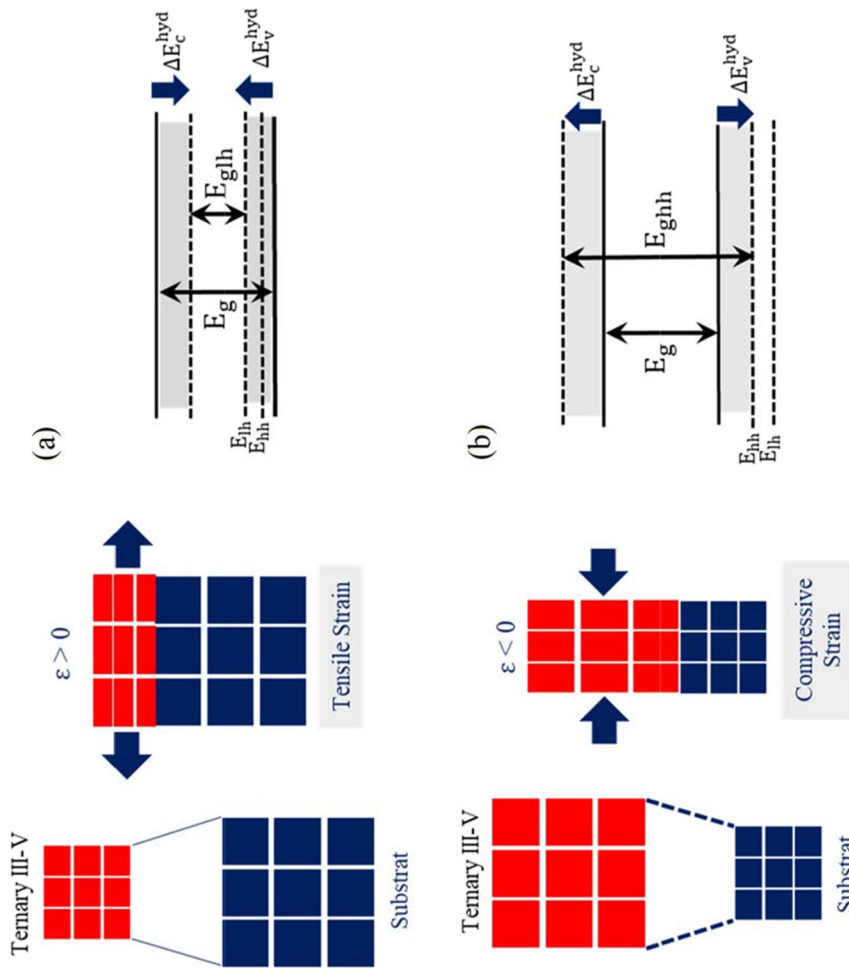 (a)
Ternary III-V
Substrat
ε > 0
Tensile Strain
E_lh
E_hh
E_g
E_glh
ΔE_c^hyd
ΔE_v^hyd
(b)
Ternary III-V
Substrat
ε < 0
Compressive
Strain
E_hh
E_lh
E_g
E_ghh
ΔE_c^hyd
ΔE_v^hyd